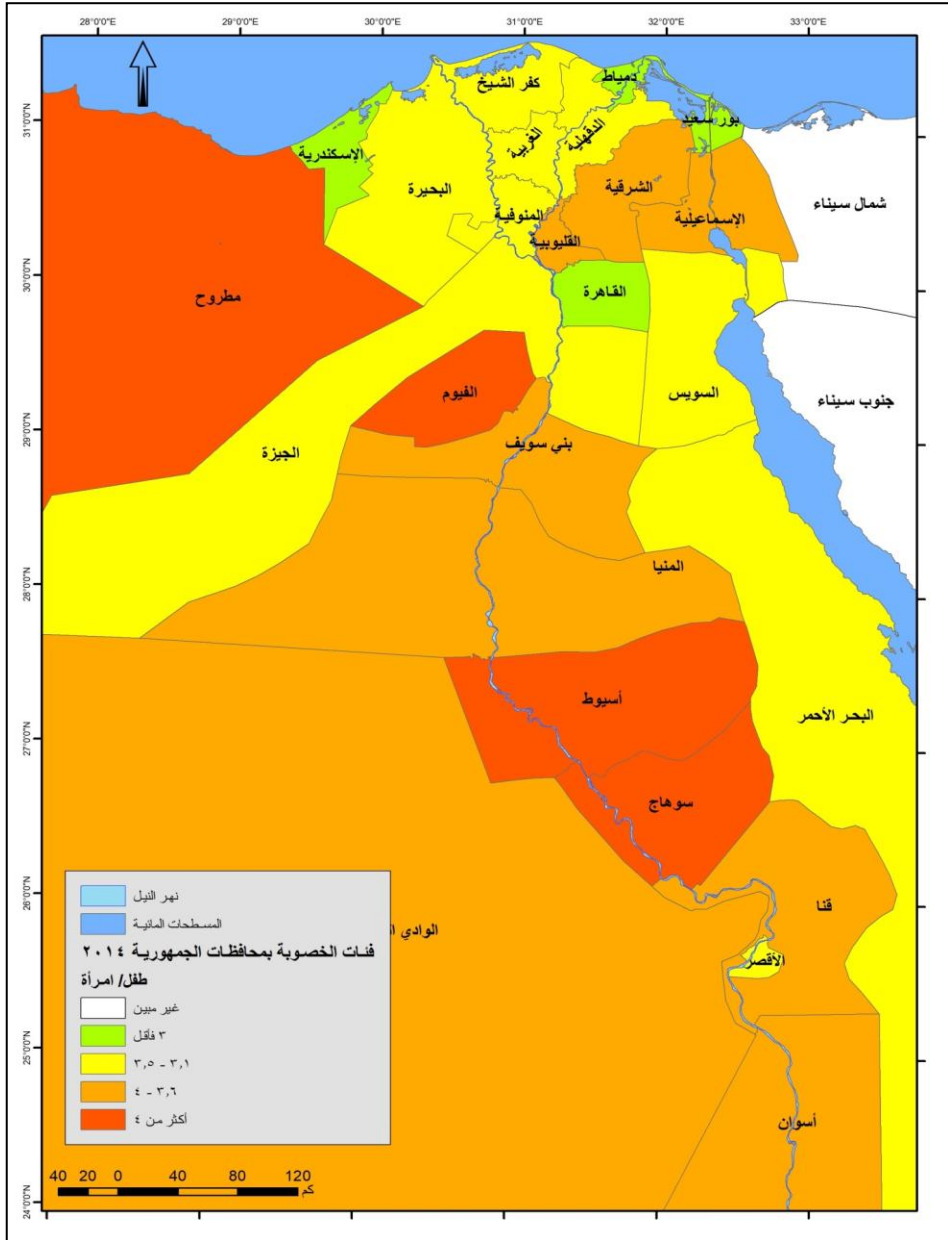 28°0'0"E 29°0'0"E 30°0'0"E 31°0'0"E 32°0'0"E 33°0'0"E
31°0'0"N
30°0'0"N
29°0'0"N
28°0'0"N
27°0'0"N
26°0'0"N
25°0'0"N
24°0'0"N
دمياط
كفر الشيخ
بور سعيد
الدقهلية
الغربية
الإسكندرية
الشرقية
البحيرة
شمال سيناء
المنوفية
الإسماعيلية
القليوبية
القاهرة
مطروح
الفيوم
السويس
جنوب سيناء
بني سويف
الجيزة
المنيا
أسيوط
البحر الأحمر
سوهاج
قنا
الوادي
الأقصر
أسوان
نهر النيل
المسطحات المائية
فئات الخصوبة بمحافظات الجمهورية ٢٠١٤
طفل/ امرأة
غير مبين
٣ فأقل
٣,١ - ٣,٥
٣,٦ - ٤
أكثر من ٤
40 20 0 40 80 120
كم